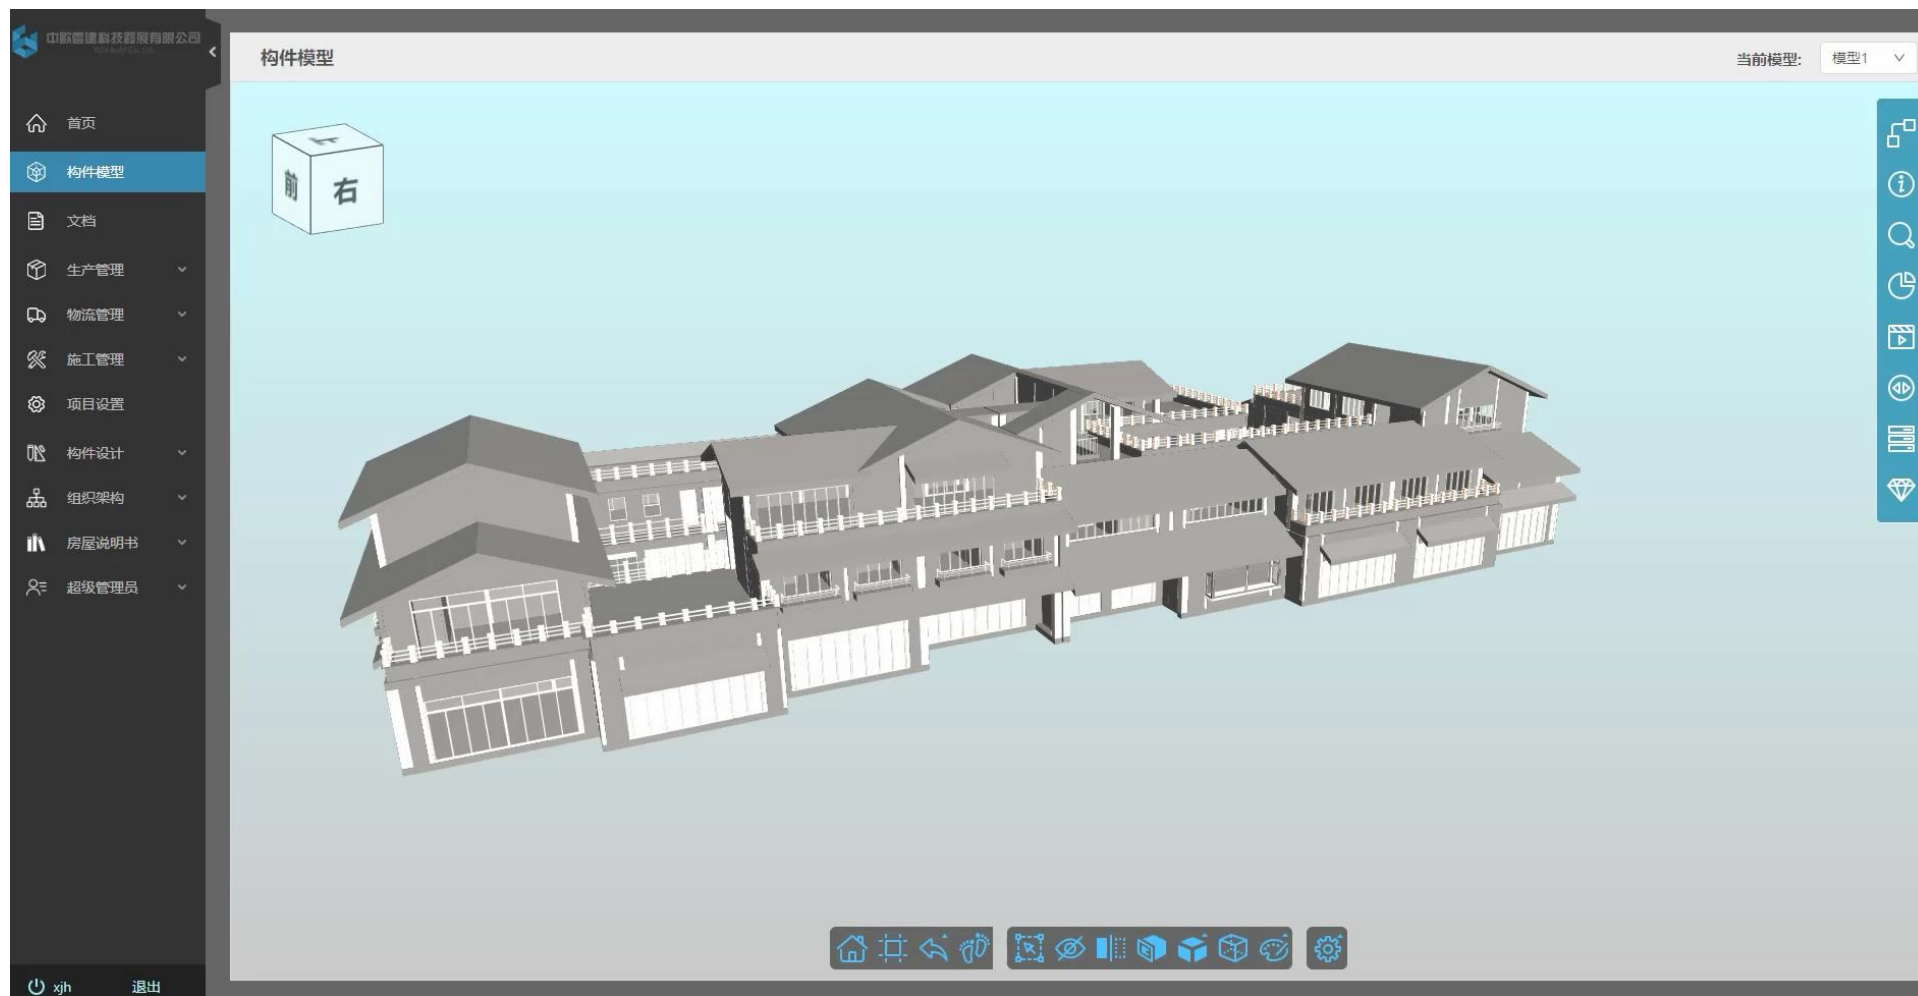 构件模型
当前模型:
模型1
首页
构件模型
文档
生产管理
物流管理
施工管理
项目设置
构件设计
组织架构
房屋说明书
超级管理员
前
右
xjh
退出